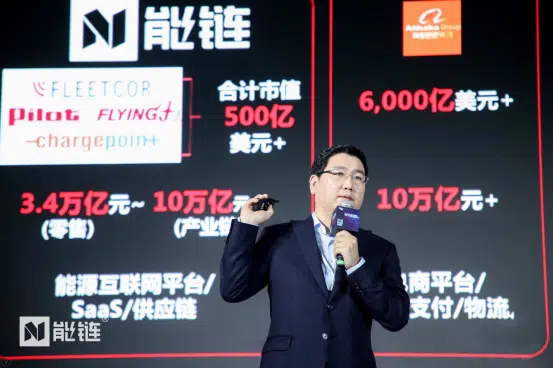 能链
Alibaba Group
FLEETCOR
Pilot FLYING J
chargepoin+
合计市值
500亿
美元+
6,000亿美元+
3.4万亿元~
(零售)
10万亿元
(产业
10万亿元+
能源互联网平台/
SaaS/供应链
商平台/
支付/物流
能链